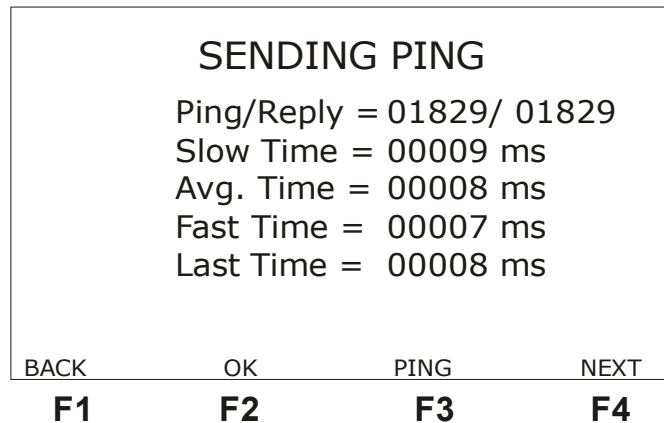 SENDING PING
Ping/Reply = 01829/ 01829
Slow Time = 00009 ms
Avg. Time = 00008 ms
Fast Time = 00007 ms
Last Time = 00008 ms
BACK OK PING NEXT
F1 F2 F3 F4